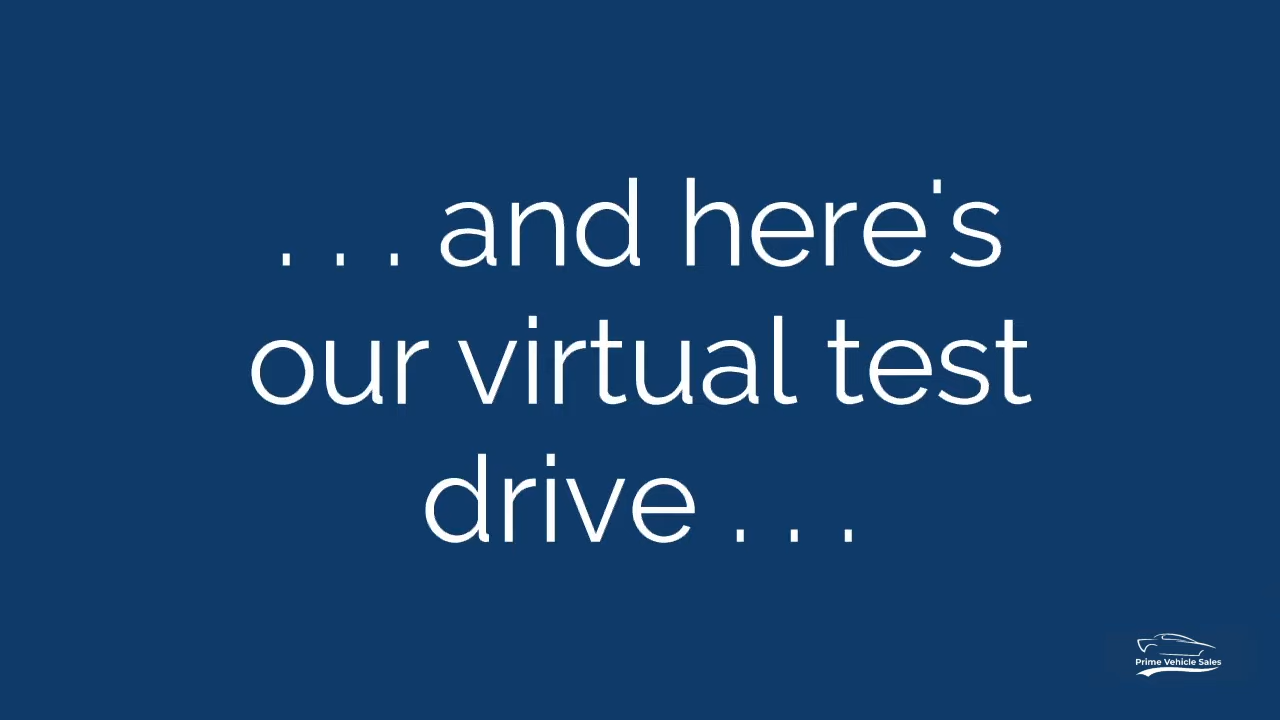 . . . and here's
our virtual test
drive . . .
Prime Vehicle Sales